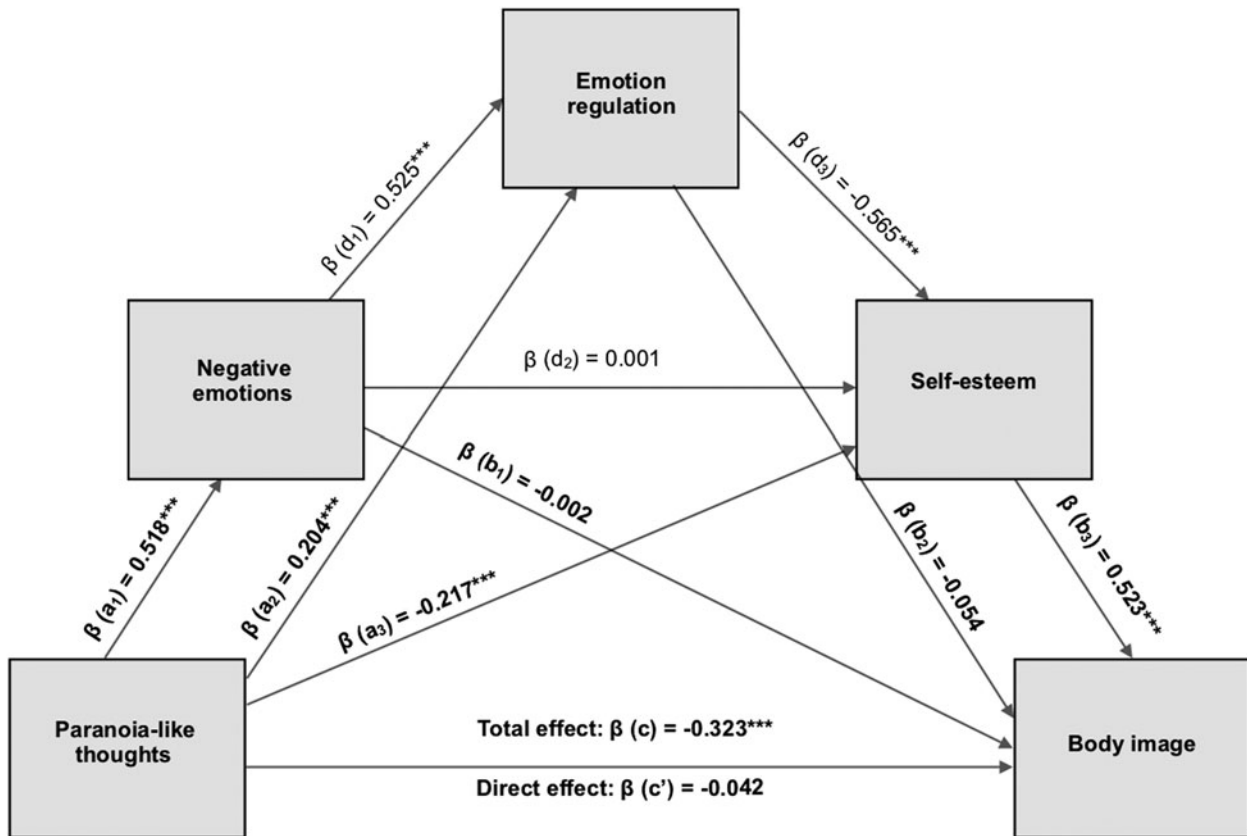 Emotion
regulation
β (d₁) = 0.525***
β (d₃) = -0.565***
Negative
emotions
β (d₂) = 0.001
Self-esteem
β (b₁) = -0.002
β (a₁) = 0.518***
β (a₂) = 0.204***
β (a₃) = -0.217***
β (b₂) = -0.054
β (b₃) = 0.523***
Paranoia-like
thoughts
Total effect: β (c) = -0.323***
Direct effect: β (c’) = -0.042
Body image